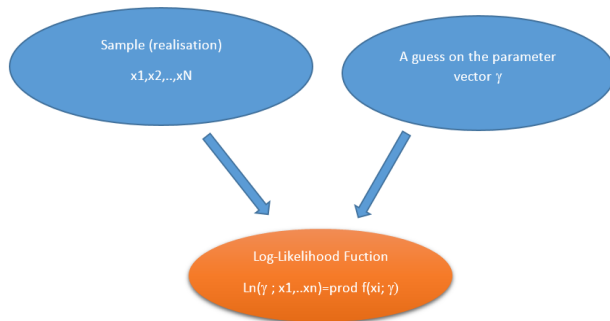 Sample (realisation)
x1,x2,..,xN
A guess on the parameter
vector γ
Log-Likelihood Fuction
Ln(γ ; x1,..xn)=prod f(xi; γ)